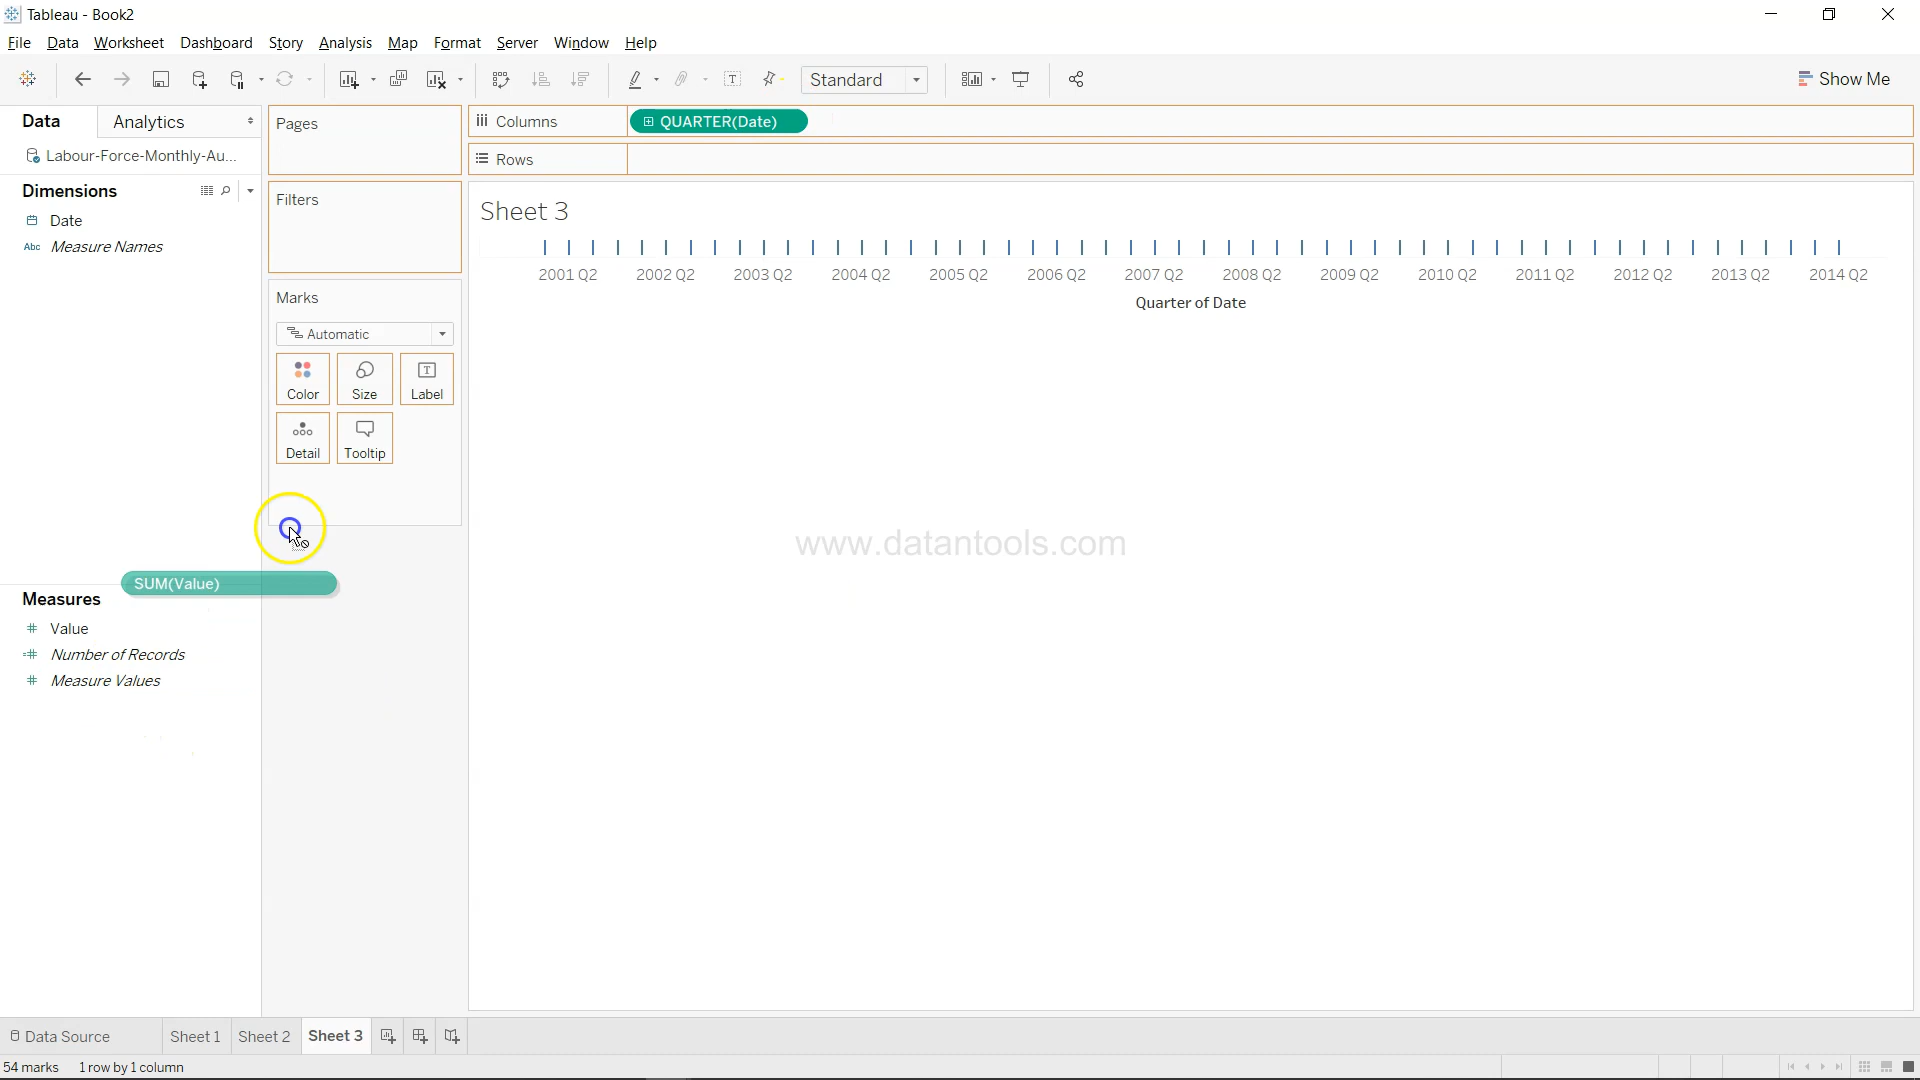 Tableau - Book2
File Data Worksheet Dashboard Story Analysis Map Format Server Window Help
Standard
Show Me
Data Analytics
Labour-Force-Monthly-Au...
Dimensions
Date
Abc Measure Names
Pages
Filters
Marks
Automatic
Color Size Label
Detail Tooltip
Columns QUARTER(Date)
Rows
Sheet 3
2001 Q2 2002 Q2 2003 Q2 2004 Q2 2005 Q2 2006 Q2 2007 Q2 2008 Q2 2009 Q2 2010 Q2 2011 Q2 2012 Q2 2013 Q2 2014 Q2
Quarter of Date
www.datantools.com
SUM(Value)
Measures
Value
Number of Records
Measure Values
Data Source Sheet 1 Sheet 2 Sheet 3
54 marks 1 row by 1 column